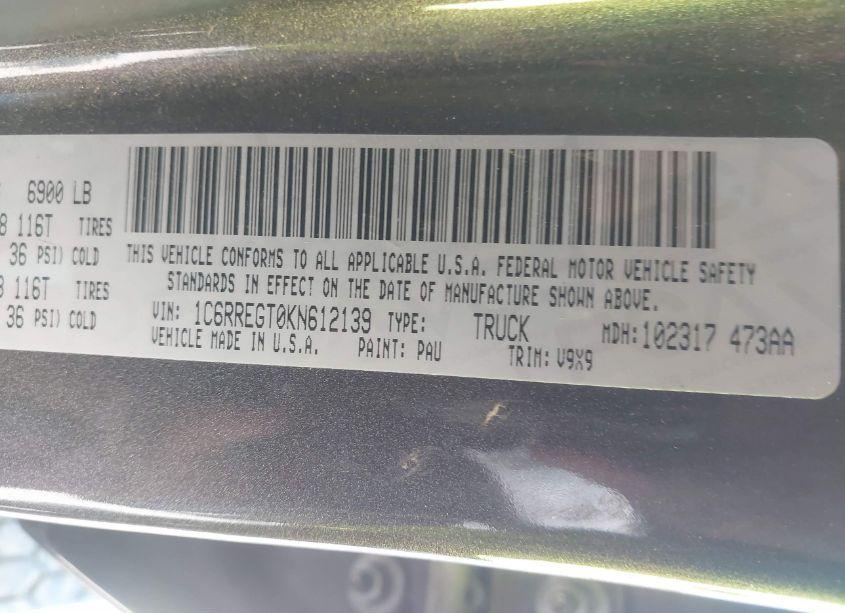 6900 LB
116T TIRES
36 PSI) COLD
116T TIRES
36 PSI) COLD
THIS VEHICLE CONFORMS TO ALL APPLICABLE U.S.A. FEDERAL MOTOR VEHICLE SAFETY
STANDARDS IN EFFECT ON THE DATE OF MANUFACTURE SHOWN ABOVE.
VIN: 1C6RREGT0KN612139 TYPE: TRUCK MDH:102317 473AA
VEHICLE MADE IN U.S.A. PAINT: PAU TRIM: V9X9